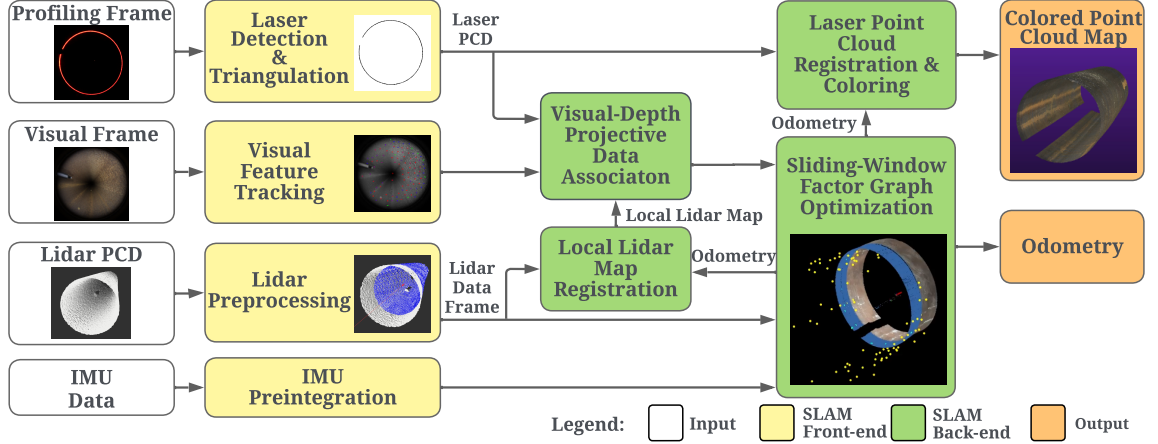 Profiling Frame
Laser
Detection
&
Triangulation
Laser
PCD
Laser Point
Cloud
Registration &
Coloring
Colored Point
Cloud Map
Visual Frame
Visual
Feature
Tracking
Visual-Depth
Projective
Data
Associaton
Odometry
Sliding-Window
Factor Graph
Optimization
Local Lidar Map
Lidar PCD
Lidar
Preprocessing
Lidar
Data
Frame
Local Lidar
Map
Registration
Odometry
Odometry
IMU
Data
IMU
Preintegration
Legend:
Input
SLAM
Front-end
SLAM
Back-end
Output